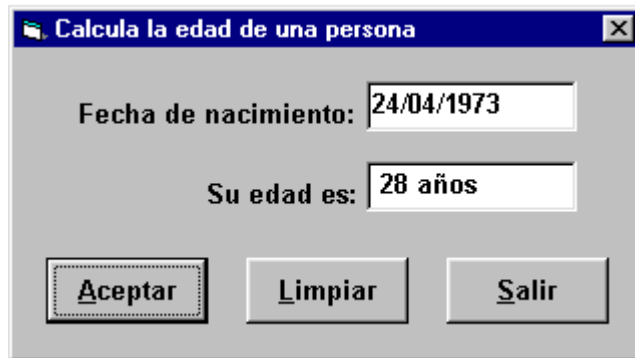 Calcula la edad de una persona
Fecha de nacimiento: 24/04/1973
Su edad es: 28 años
Aceptar Limpiar Salir